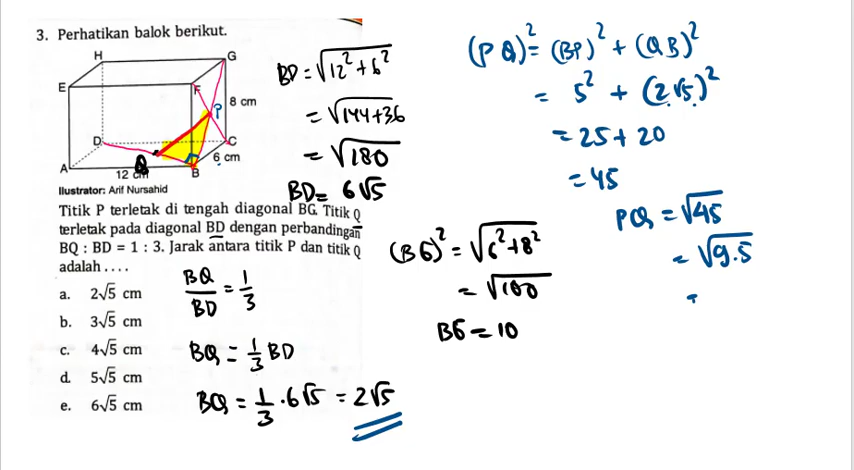 3. Perhatikan balok berikut.
H
G
E
F
P
8 cm
D
C
Q
6 cm
A
12 cm
B
Ilustrator: Arif Nursahid
Titik P terletak di tengah diagonal BG. Titik Q
terletak pada diagonal BD dengan perbandingan
BQ : BD = 1 : 3. Jarak antara titik P dan titik Q
adalah . . . .
a. 2√5 cm
b. 3√5 cm
c. 4√5 cm
d. 5√5 cm
e. 6√5 cm
BQ/BD = 1/3
BQ = 1/3 BD
BQ = 1/3 · 6√5 = 2√5
BD = √12² + 6²
= √144+36
= √180
BD = 6√5
(BG)² = √6²+8²
= √100
BG = 10
(PQ)² = (BP)² + (QB)²
= 5² + (2√5)²
= 25 + 20
= 45
PQ = √45
= √9.5
=